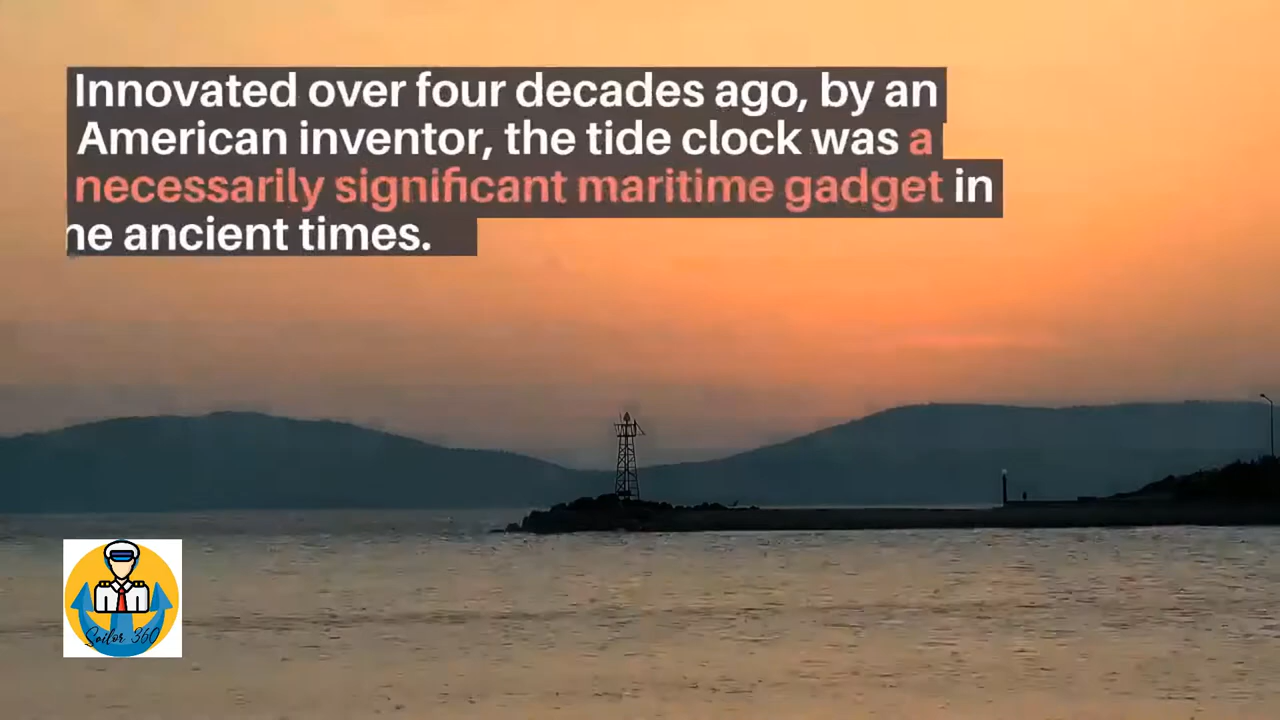 Innovated over four decades ago, by an
American inventor, the tide clock was a
necessarily significant maritime gadget in
he ancient times.
Sailor 360